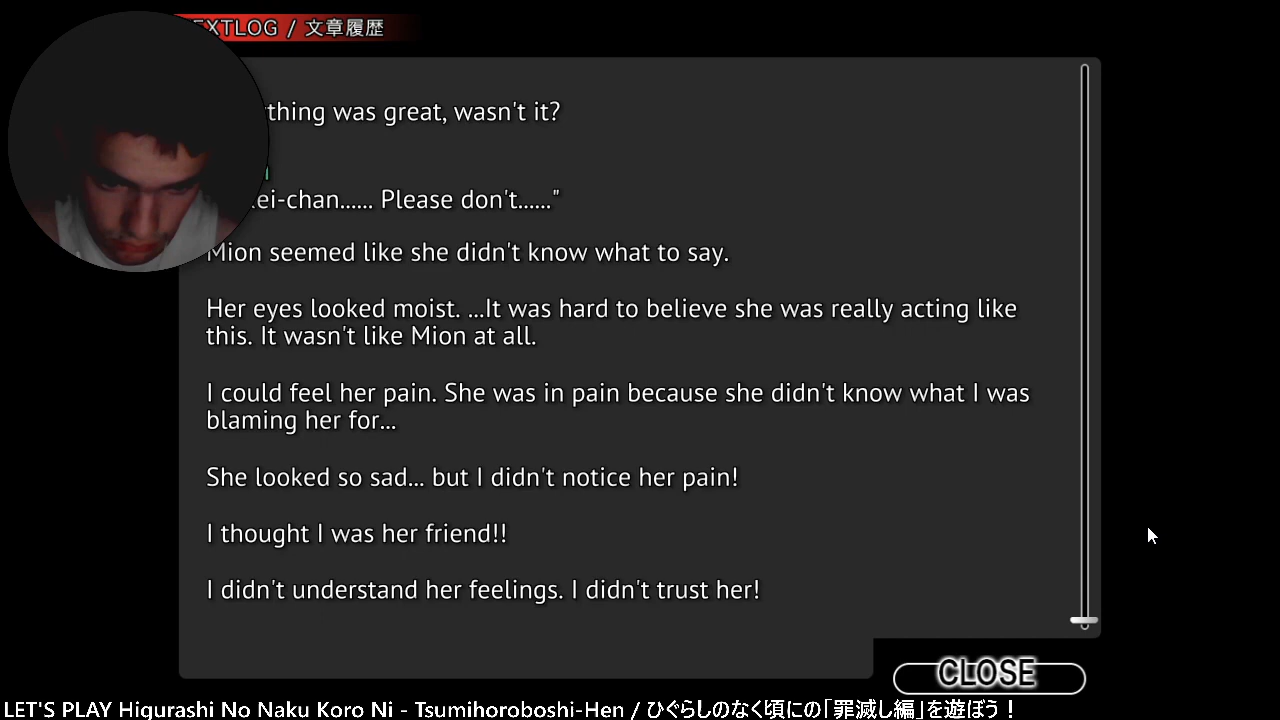 TLOG / 文章履歴
thing was great, wasn't it?
ei-chan...... Please don't......"
Mion seemed like she didn't know what to say.
Her eyes looked moist. ...It was hard to believe she was really acting like
this. It wasn't like Mion at all.
I could feel her pain. She was in pain because she didn't know what I was
blaming her for...
She looked so sad... but I didn't notice her pain!
I thought I was her friend!!
I didn't understand her feelings. I didn't trust her!
CLOSE
LET'S PLAY Higurashi No Naku Koro Ni - Tsumihoroboshi-Hen / ひぐらしのなく頃にの「罪滅し編」を遊ぼう！